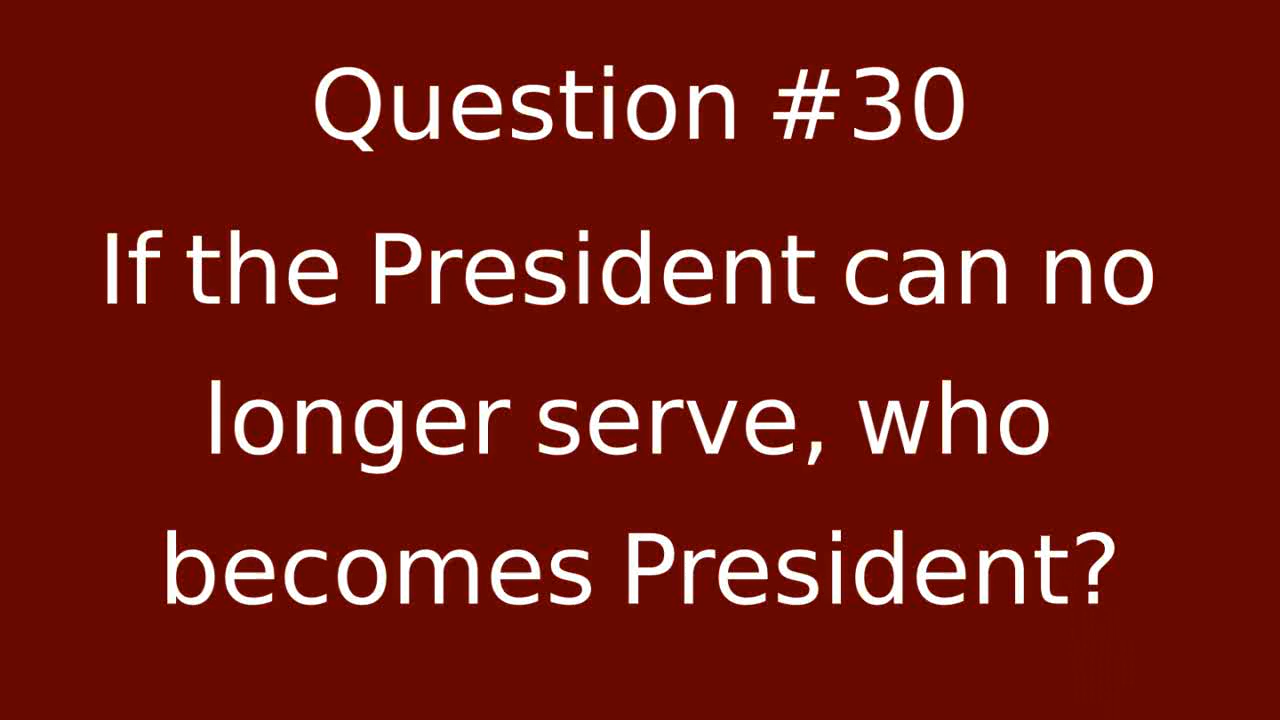 Question #30
If the President can no
longer serve, who
becomes President?